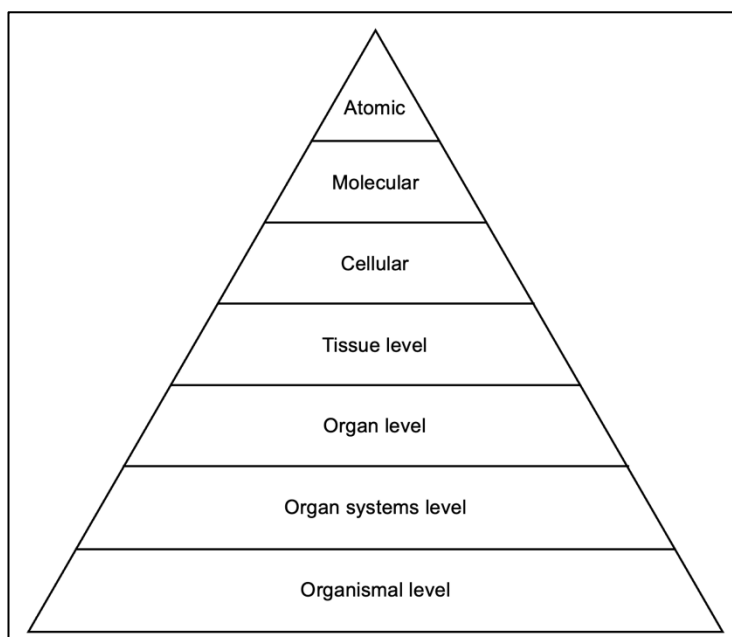 Atomic
Molecular
Cellular
Tissue level
Organ level
Organ systems level
Organismal level